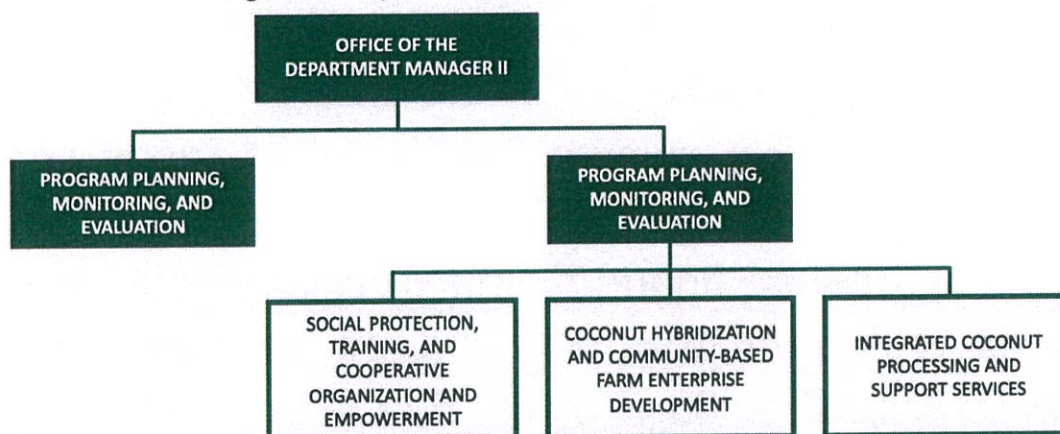 OFFICE OF THE
DEPARTMENT MANAGER II
PROGRAM PLANNING,
MONITORING, AND
EVALUATION
PROGRAM PLANNING,
MONITORING, AND
EVALUATION
SOCIAL PROTECTION,
TRAINING, AND
COOPERATIVE
ORGANIZATION AND
EMPOWERMENT
COCONUT HYBRIDIZATION
AND COMMUNITY-BASED
FARM ENTERPRISE
DEVELOPMENT
INTEGRATED COCONUT
PROCESSING AND
SUPPORT SERVICES